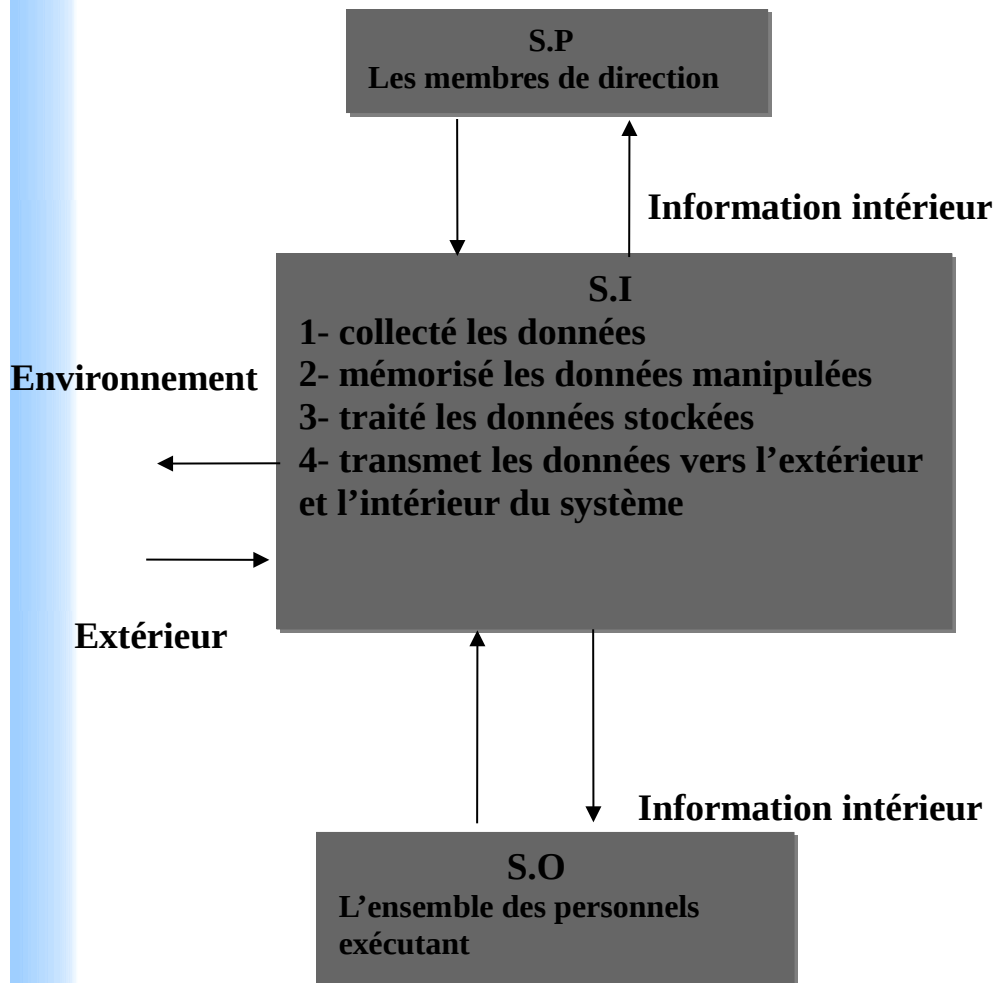 S.P
Les membres de direction
Information intérieur
S.I
1- collecté les données
2- mémorisé les données manipulées
3- traité les données stockées
4- transmet les données vers l’extérieur
et l’intérieur du système
Environnement
Extérieur
Information intérieur
S.O
L’ensemble des personnels
exécutant